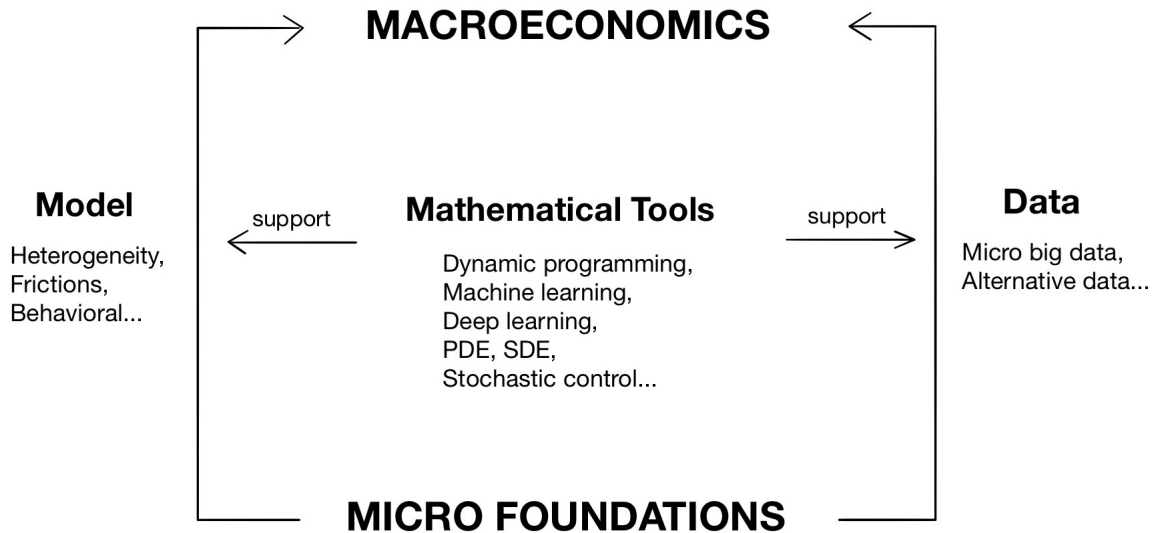 MACROECONOMICS
Model
Heterogeneity,
Frictions,
Behavioral...
support
Mathematical Tools
Dynamic programming,
Machine learning,
Deep learning,
PDE, SDE,
Stochastic control...
support
Data
Micro big data,
Alternative data...
MICRO FOUNDATIONS